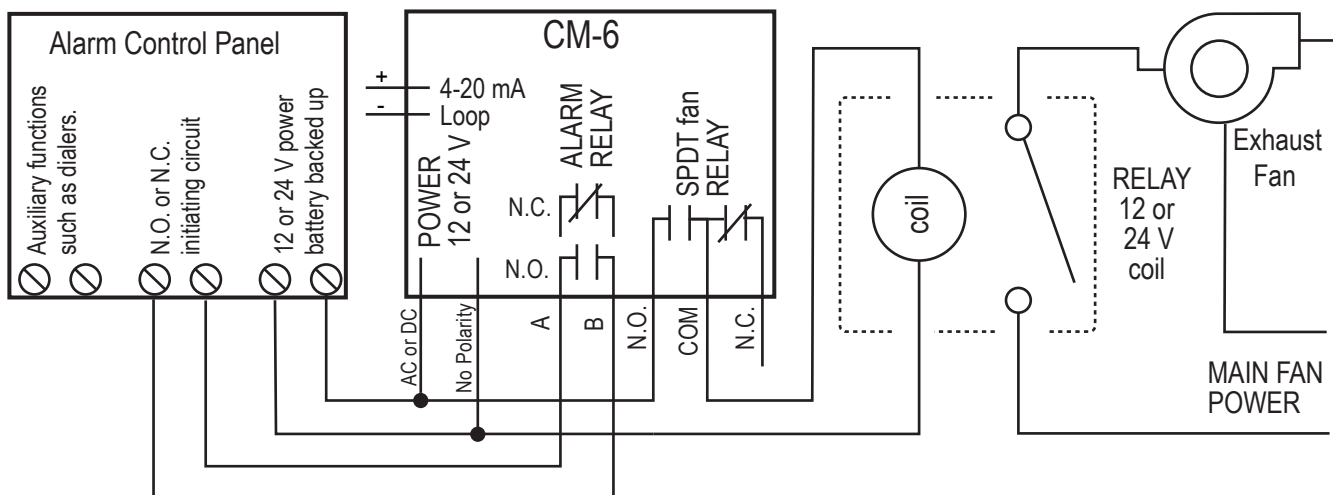 Alarm Control Panel
Auxiliary functions
such as dialers.
N.O. or N.C.
initiating circuit
12 or 24 V power
battery backed up
CM-6
+
-
4-20 mA
Loop
POWER
12 or 24 V
ALARM
RELAY
N.C.
N.O.
SPDT fan
RELAY
AC or DC
No Polarity
A
B
N.O.
COM
N.C.
coil
RELAY
12 or
24 V
coil
Exhaust
Fan
MAIN FAN
POWER